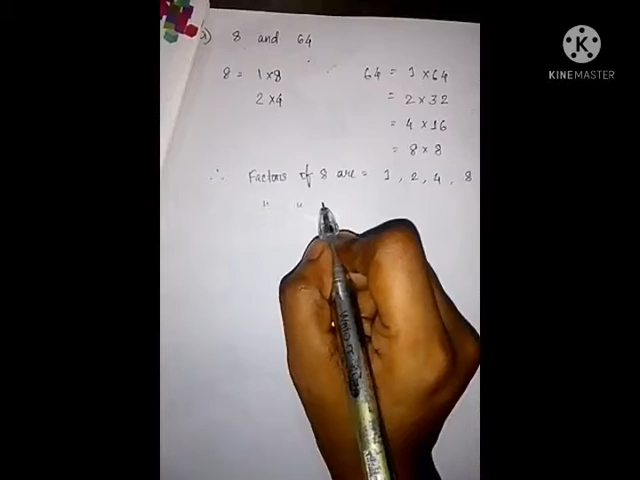 a) 8 and 64
8 = 1 × 8
2 × 4
64 = 1 × 64
= 2 × 32
= 4 × 16
= 8 × 8
∴ Factors of 8 are = 1, 2, 4, 8
" "
KINEMASTER